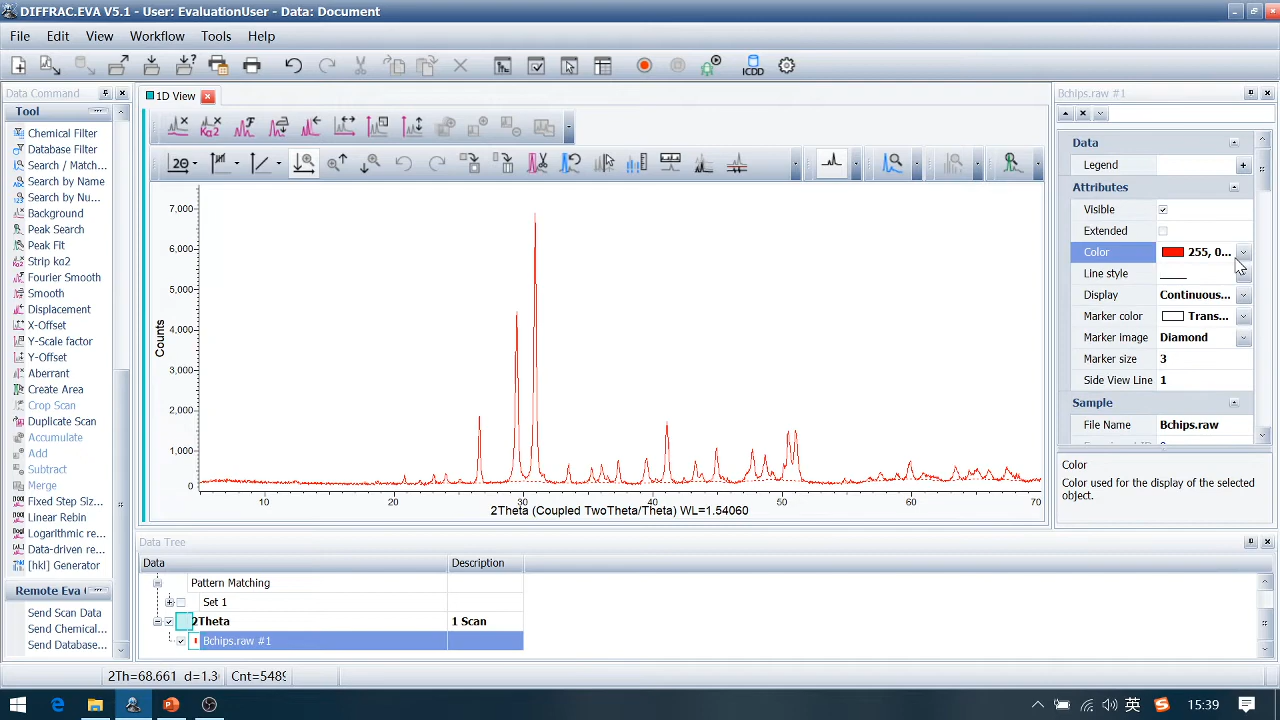 DIFFRAC.EVA V5.1 - User: EvaluationUser - Data: Document
File Edit View Workflow Tools Help
ICDD
Data Command
Tool
Chemical Filter
Database Filter
Search / Matc...
Search by Name
Search by Nu...
Background
Peak Search
Peak Fit
Strip kα2
Fourier Smooth
Smooth
Displacement
X-Offset
Y-Scale factor
Y-Offset
Aberrant
Create Area
Crop Scan
Duplicate Scan
Accumulate
Add
Subtract
Merge
Fixed Step Size...
Linear Rebin
Logarithmic re...
Data-driven re...
[hkl] Generator
Remote Eva
Send Scan Data
Send Chemical...
Send Database...
1D View
Kα2
2θ
7,000
6,000
5,000
4,000
3,000
2,000
1,000
0
Counts
10 20 30 40 50 60 70
2Theta (Coupled TwoTheta/Theta) WL=1.54060
Data Tree
Data Description
Pattern Matching
Set 1
2Theta 1 Scan
Bchips.raw #1
2Th=68.661 d=1.3 Cnt=5489
Bchips.raw #1
Data
Legend
Attributes
Visible
Extended
Color 255, 0...
Line style
Display Continuous...
Marker color Trans...
Marker image Diamond
Marker size 3
Side View Line 1
Sample
File Name Bchips.raw
Color
Color used for the display of the selected
object.
英
15:39